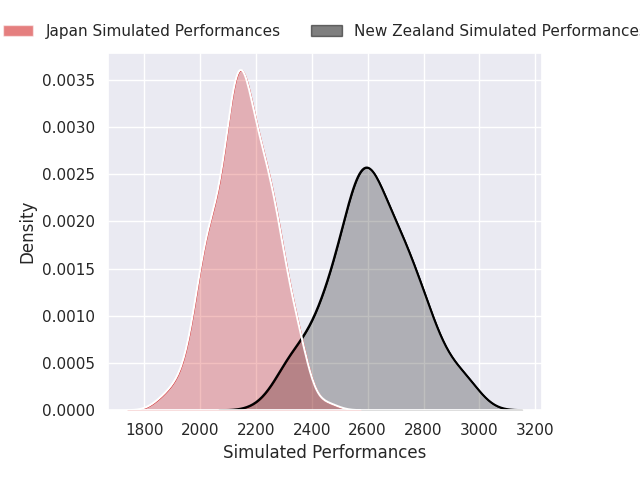 Japan Simulated Performances
New Zealand Simulated Performance
0.0035
0.0030
0.0025
0.0020
0.0015
0.0010
0.0005
0.0000
Density
1800 2000 2200 2400 2600 2800 3000 3200
Simulated Performances